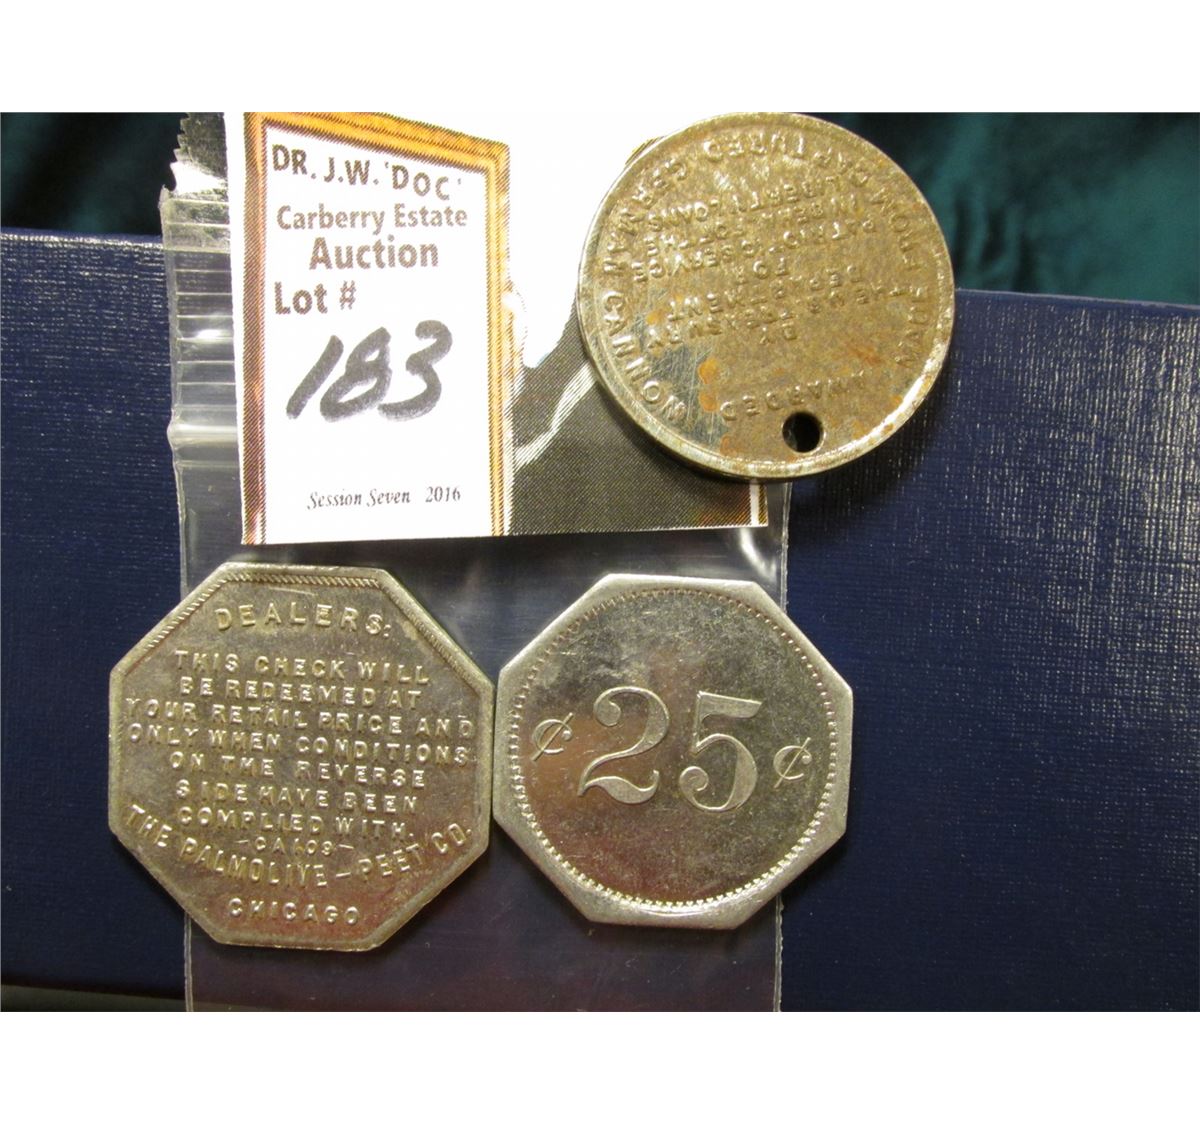 DR. J.W. 'DOC'
Carberry Estate
Auction
Lot #
183
Session Seven 2016
MADE FROM CAPTURED GERMAN CANNON
AWARDED
BY
THE U.S. TREASURY
DEPARTMENT
FOR
PATRIOTIC SERVICE
IN BEHALF OF THE
LIBERTY LOANS
DEALERS:
THIS CHECK WILL
BE REDEEMED AT
YOUR RETAIL PRICE AND
ONLY WHEN CONDITIONS
ON THE REVERSE
SIDE HAVE BEEN
COMPLIED WITH.
-CA109-
THE PALMOLIVE-PEET CO.
CHICAGO
¢ 25 ¢